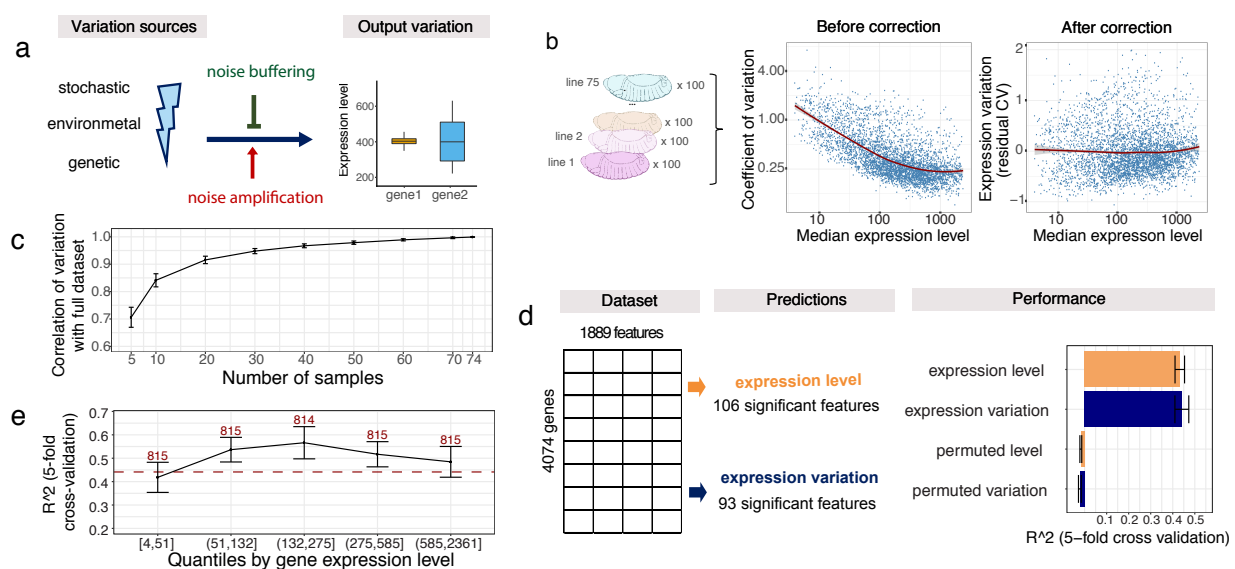 a
Variation sources
Output variation
stochastic
environmetal
genetic
noise buffering
noise amplification
Expression level
600
400
200
gene1
gene2
b
line 75
x 100
...
x 100
line 2
x 100
line 1
x 100
Before correction
Coefficient of variation
4.00
1.00
0.25
10
100
1000
Median expression level
After correction
Expression variation
(residual CV)
2
1
0
−1
10
100
1000
Median expresson level
c
Correlation of variation
with full dataset
1.0
0.9
0.8
0.7
0.6
5
10
20
30
40
50
60
70
74
Number of samples
d
Dataset
Predictions
Performance
1889 features
4074 genes
expression level
106 significant features
expression variation
93 significant features
expression level
expression variation
permuted level
permuted variation
0.1
0.2
0.3
0.4
0.5
R^2 (5−fold cross validation)
e
R^2 (5-fold
cross-validation)
0.7
0.6
0.5
0.4
0.3
0.2
815
815
814
815
815
[4,51]
(51,132]
(132,275]
(275,585]
(585,2361]
Quantiles by gene expression level